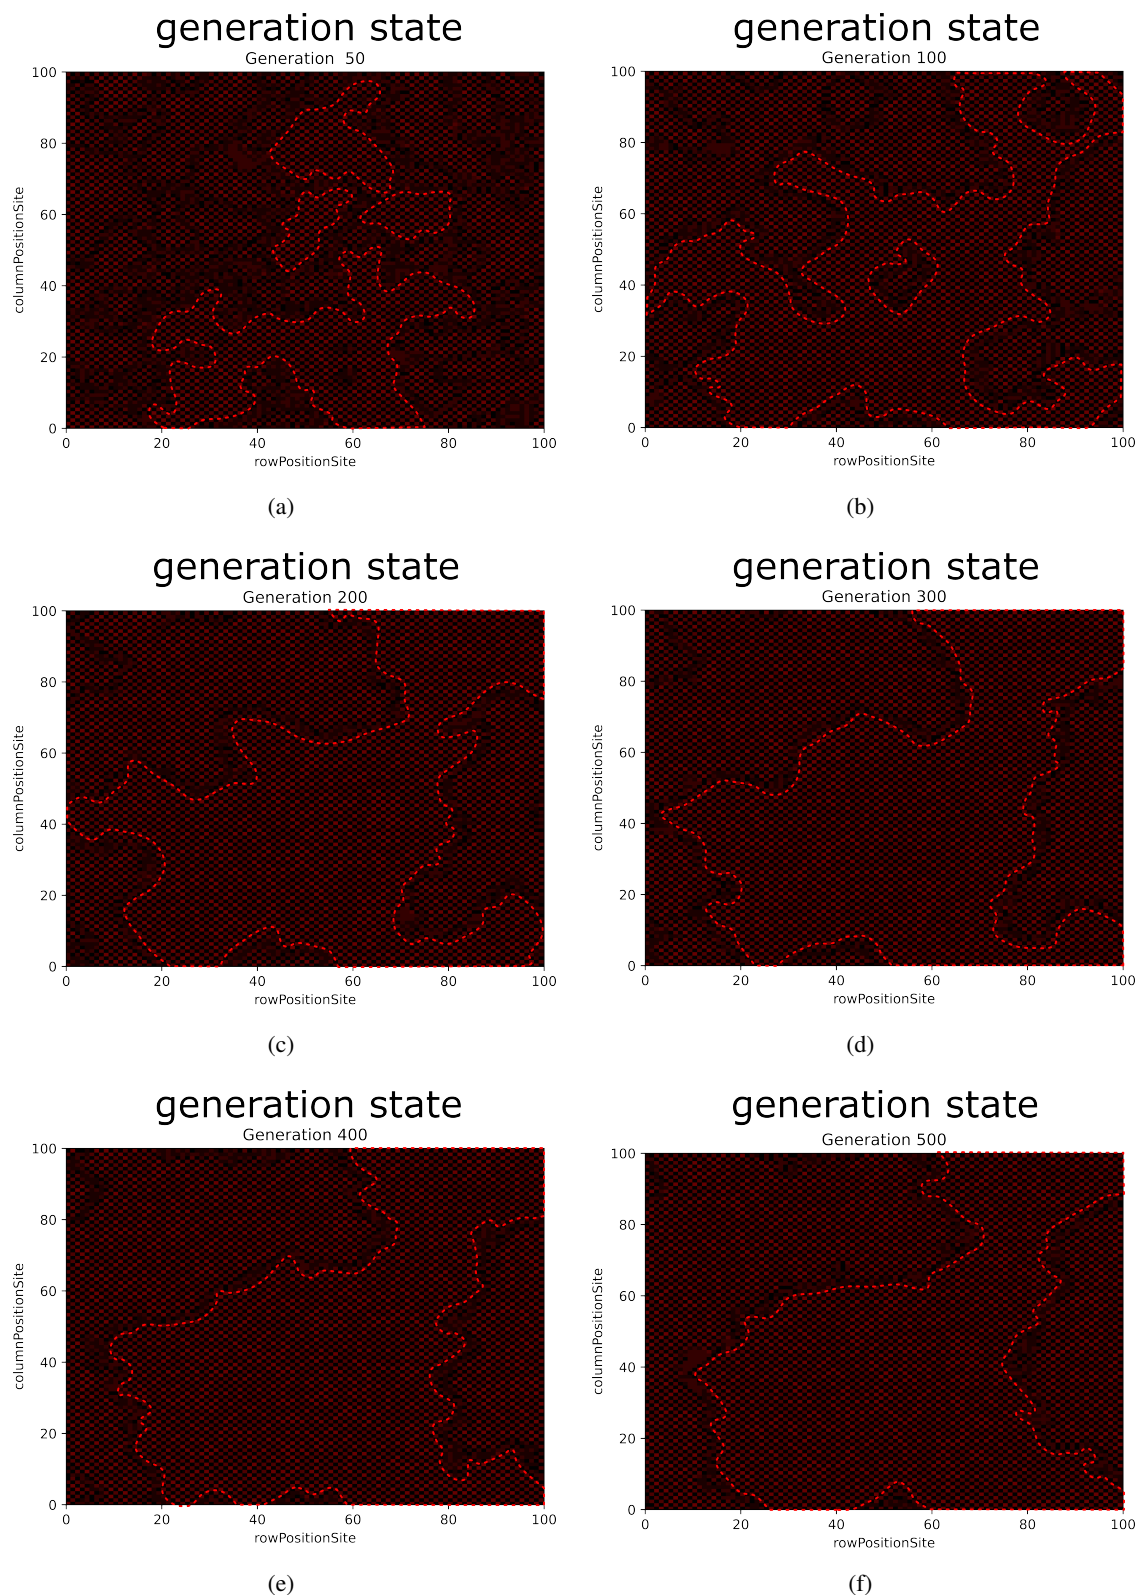 generation state
Generation  50
100
80
60
40
20
0
columnPositionSite
0 20 40 60 80 100
rowPositionSite
(a)
generation state
Generation 100
100
80
60
40
20
0
columnPositionSite
0 20 40 60 80 100
rowPositionSite
(b)
generation state
Generation 200
100
80
60
40
20
0
columnPositionSite
0 20 40 60 80 100
rowPositionSite
(c)
generation state
Generation 300
100
80
60
40
20
0
columnPositionSite
0 20 40 60 80 100
rowPositionSite
(d)
generation state
Generation 400
100
80
60
40
20
0
columnPositionSite
0 20 40 60 80 100
rowPositionSite
(e)
generation state
Generation 500
100
80
60
40
20
0
columnPositionSite
0 20 40 60 80 100
rowPositionSite
(f)